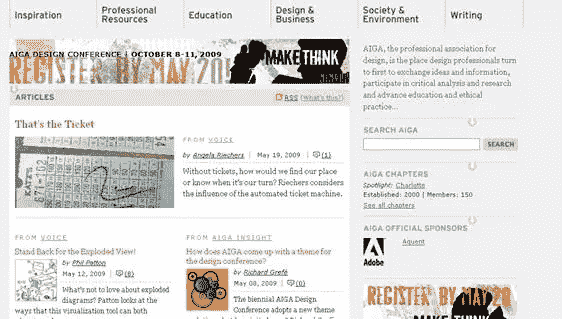 Inspiration
Professional Resources
Education
Design & Business
Society & Environment
Writing
AIGA DESIGN CONFERENCE | OCTOBER 8-11, 2009
REGISTER BY MAY 20!
MAKE THINK
ARTICLES
RSS (What's this?)
That's the Ticket
FROM VOICE
by Angela Riechers | May 19, 2009 | (1)
Without tickets, how would we find our place
or know when it's our turn? Riechers considers
the influence of the automated ticket machine.
FROM VOICE
Stand Back for the Exploded View!
by Phil Patton
May 12, 2009 | (8)
What's not to love about exploded
diagrams? Patton looks at the ways
that this visualization tool can both
FROM AIGA INSIGHT
How does AIGA come up with a theme for
the design conference?
by Richard Grefé
May 08, 2009 | (0)
The biennial AIGA Design
Conference adopts a new theme
AIGA, the professional association for
design, is the place design professionals turn
to first to exchange ideas and information,
participate in critical analysis and research
and advance education and ethical
practice...
SEARCH AIGA
SEARCH
AIGA CHAPTERS
Spotlight: Charlotte
Established: 2000 | Members: 150
See all chapters
AIGA OFFICIAL SPONSORS
Adobe
Aquent
REGISTER BY MAY 20